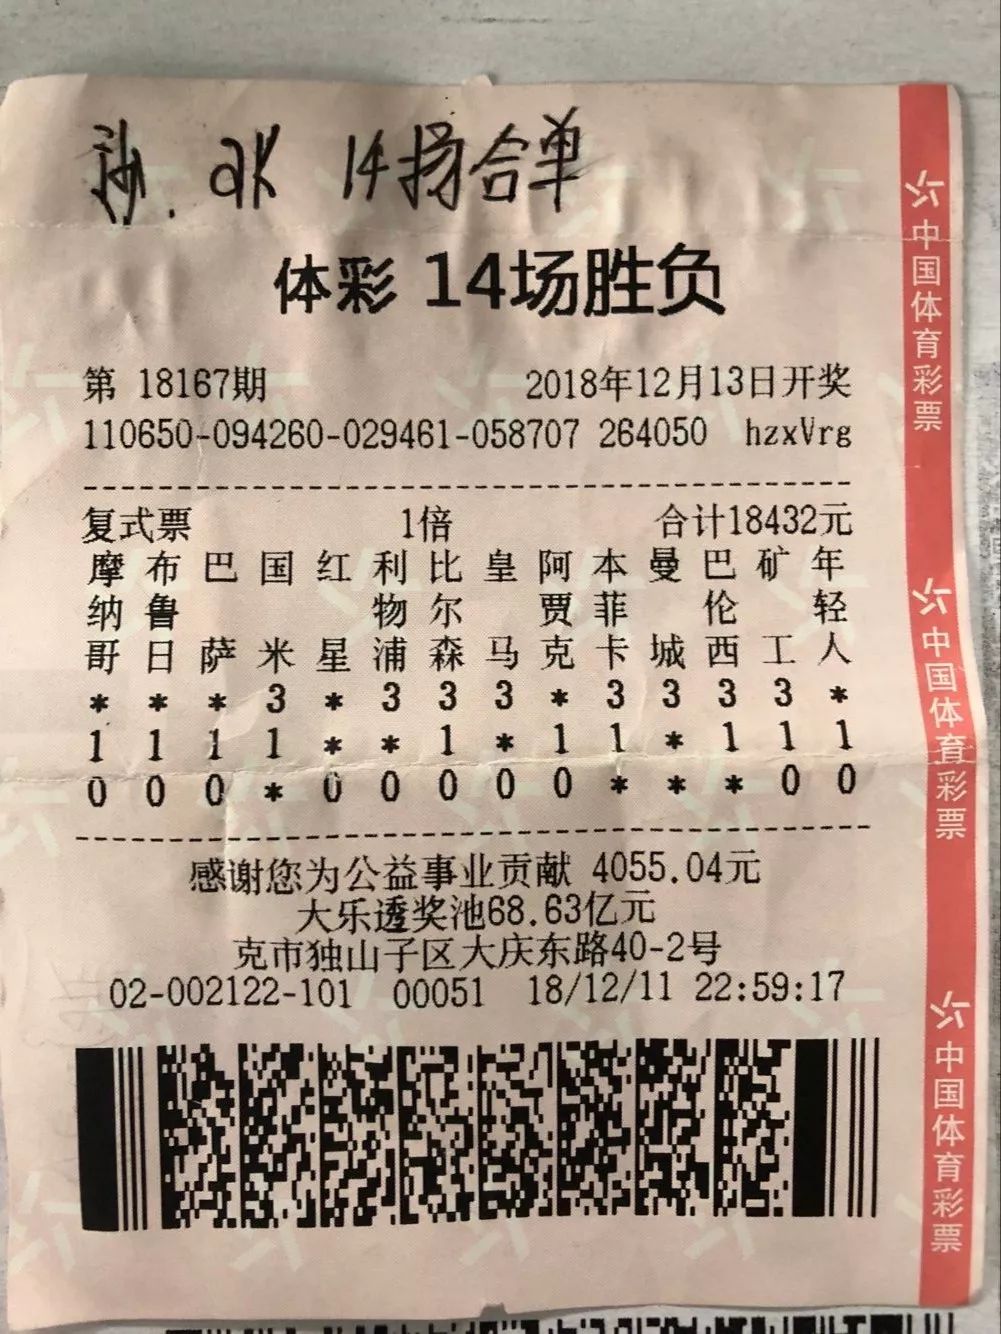 2K 14场合单
体彩 14场胜负
第 18167期 2018年12月13日开奖
110650-094260-029461-058707 264050 hzxVrg
复式票 1倍 合计18432元
摩 布 巴 国 红 利 比 皇 阿 本 曼 巴 矿 年
纳 鲁 物 尔 贾 菲 伦 轻
哥 日 萨 米 星 浦 森 马 克 卡 城 西 工 人
* * * 3 * 3 3 3 * 3 3 3 3 *
1 1 1 1 * * 1 * 1 1 * 1 1 1
0 0 0 * 0 0 0 0 0 * * * 0 0
感谢您为公益事业贡献 4055.04元
大乐透奖池68.63亿元
克市独山子区大庆东路40-2号
02-002122-101 00051 18/12/11 22:59:17
中国体育彩票
中国体育彩票
中国体育彩票